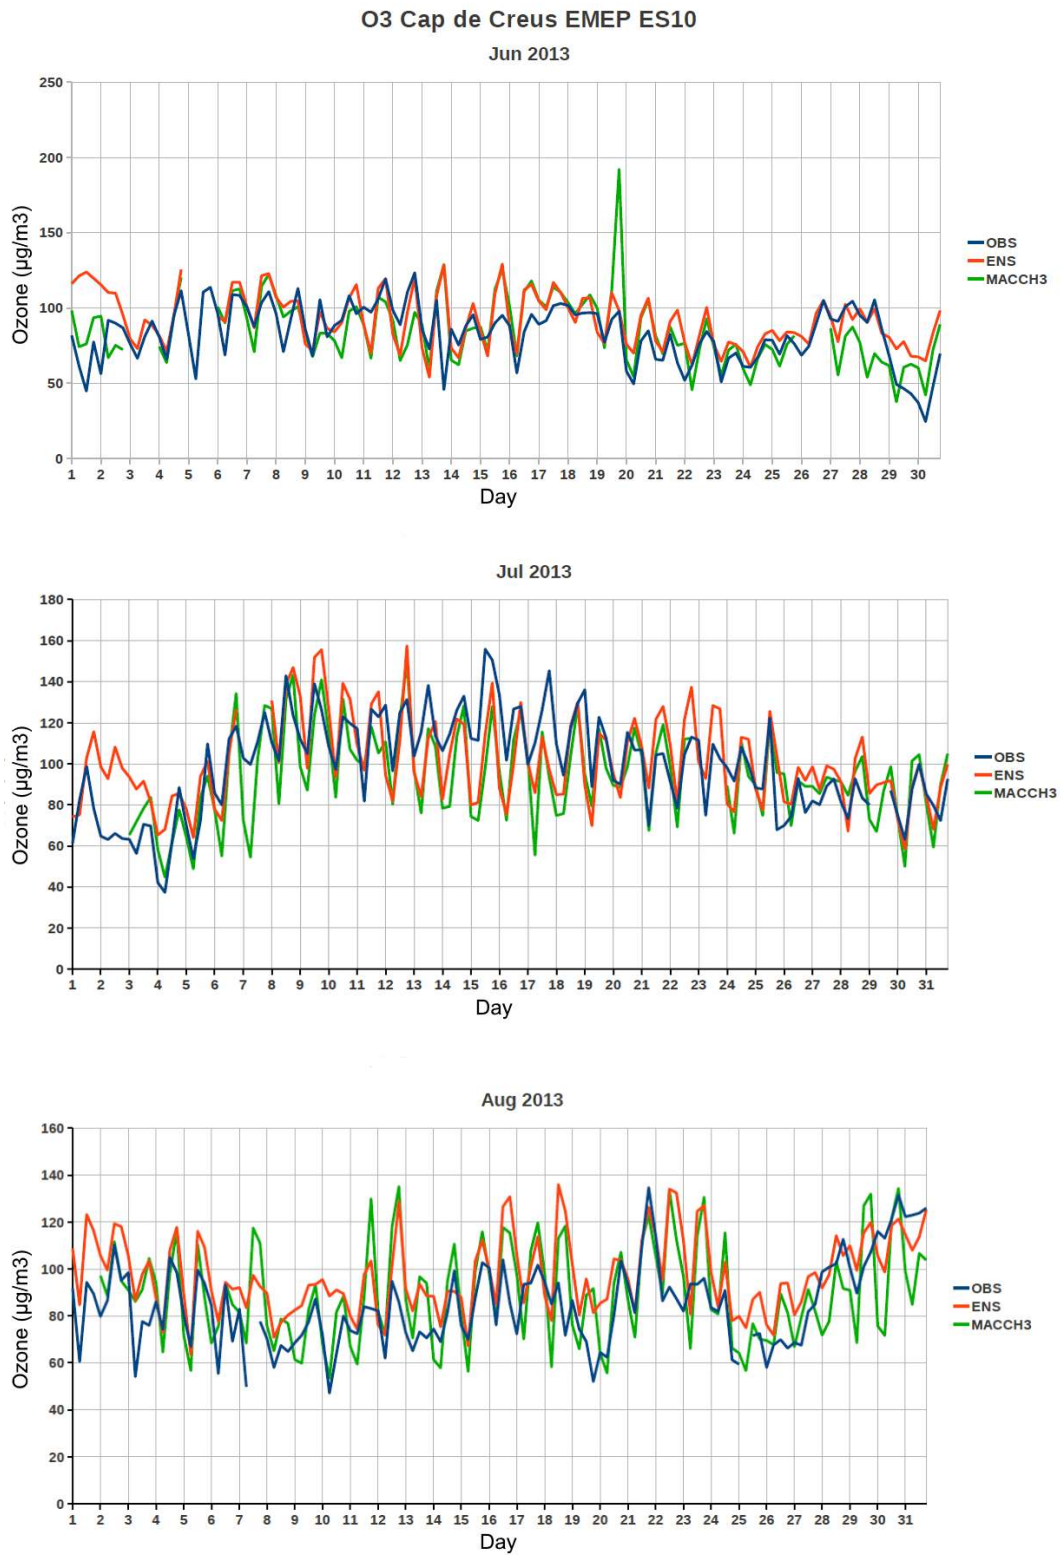 O3 Cap de Creus EMEP ES10
Jun 2013
250
200
150
100
50
0
Ozone (µg/m3)
1 2 3 4 5 6 7 8 9 10 11 12 13 14 15 16 17 18 19 20 21 22 23 24 25 26 27 28 29 30
Day
OBS
ENS
MACCH3
Jul 2013
180
160
140
120
100
80
60
40
20
0
Ozone (µg/m3)
1 2 3 4 5 6 7 8 9 10 11 12 13 14 15 16 17 18 19 20 21 22 23 24 25 26 27 28 29 30 31
Day
OBS
ENS
MACCH3
Aug 2013
160
140
120
100
80
60
40
20
0
Ozone (µg/m3)
1 2 3 4 5 6 7 8 9 10 11 12 13 14 15 16 17 18 19 20 21 22 23 24 25 26 27 28 29 30 31
Day
OBS
ENS
MACCH3